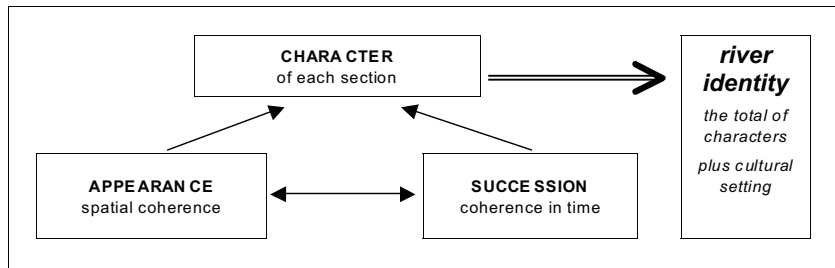 CHARACTER
of each section
river
identity
the total of
characters
plus cultural
setting
APPEARANCE
spatial coherence
SUCCESSION
coherence in time